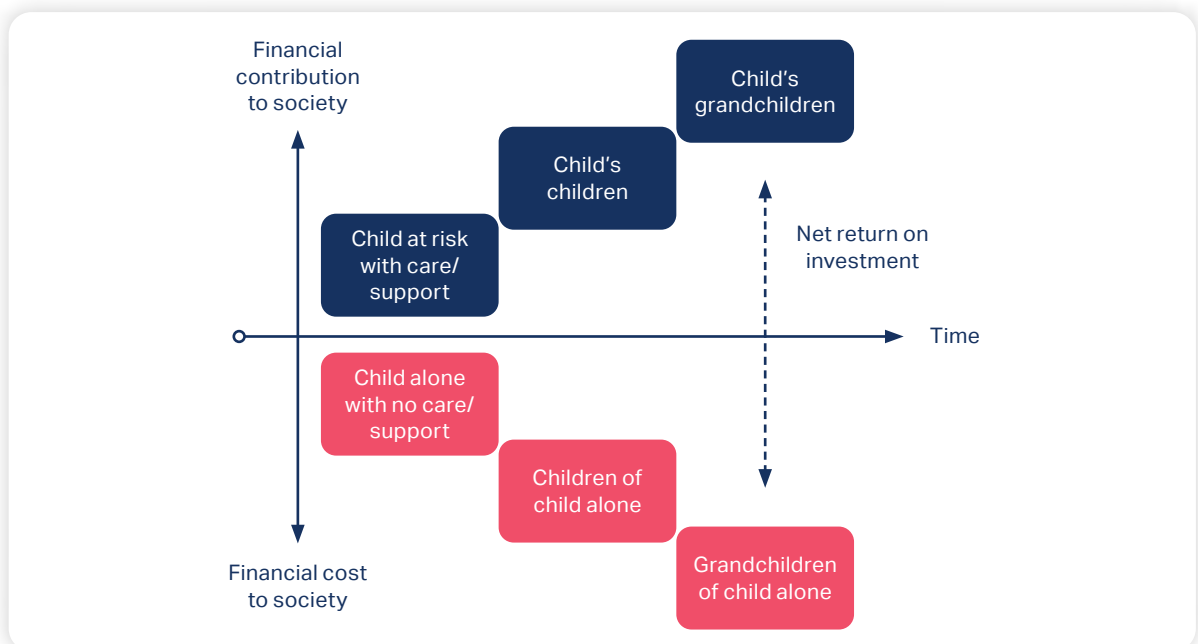 Financial
contribution
to society
Child's
grandchildren
Child's
children
Child at risk
with care/
support
Net return on
investment
Time
Child alone
with no care/
support
Children of
child alone
Grandchildren
of child alone
Financial cost
to society